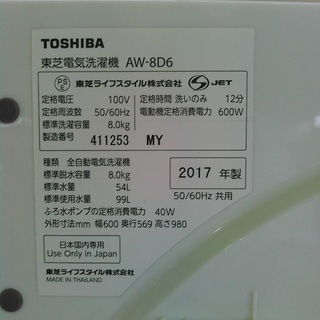 TOSHIBA
東芝電気洗濯機 AW-8D6
PS E 東芝ライフスタイル株式会社 S JET
定格電圧 100V 定格時間 洗いのみ 12分
定格周波数 50/60Hz 電動機定格消費電力 600W
標準洗濯容量 8.0kg
製造番号 411253 MY
種類 全自動電気洗濯機
標準脱水容量 8.0kg 2017 年製
標準水量 54L
標準使用水量 99L 50/60Hz 共用
ふろ水ポンプの定格消費電力 40W
外形寸法mm 幅600 奥行569 高さ980
日本国内専用
Use Only in Japan
東芝ライフスタイル株式会社
MADE IN THAILAND